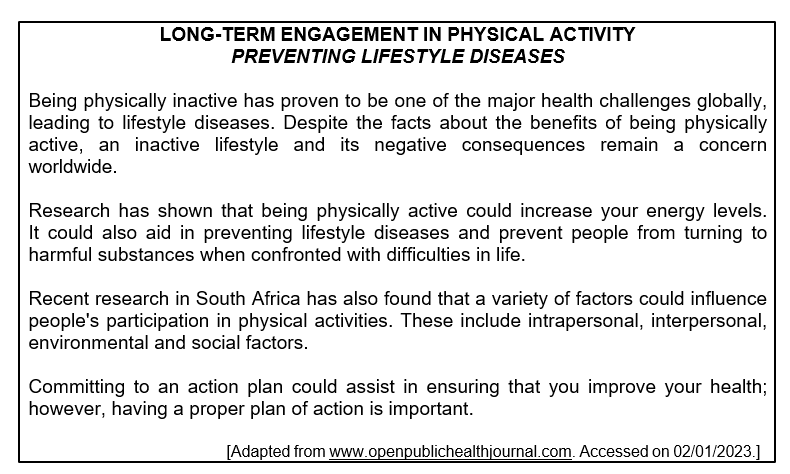 LONG-TERM ENGAGEMENT IN PHYSICAL ACTIVITY
PREVENTING LIFESTYLE DISEASES
Being physically inactive has proven to be one of the major health challenges globally,
leading to lifestyle diseases. Despite the facts about the benefits of being physically
active, an inactive lifestyle and its negative consequences remain a concern
worldwide.
Research has shown that being physically active could increase your energy levels.
It could also aid in preventing lifestyle diseases and prevent people from turning to
harmful substances when confronted with difficulties in life.
Recent research in South Africa has also found that a variety of factors could influence
people's participation in physical activities. These include intrapersonal, interpersonal,
environmental and social factors.
Committing to an action plan could assist in ensuring that you improve your health;
however, having a proper plan of action is important.
[Adapted from www.openpublichealthjournal.com. Accessed on 02/01/2023.]